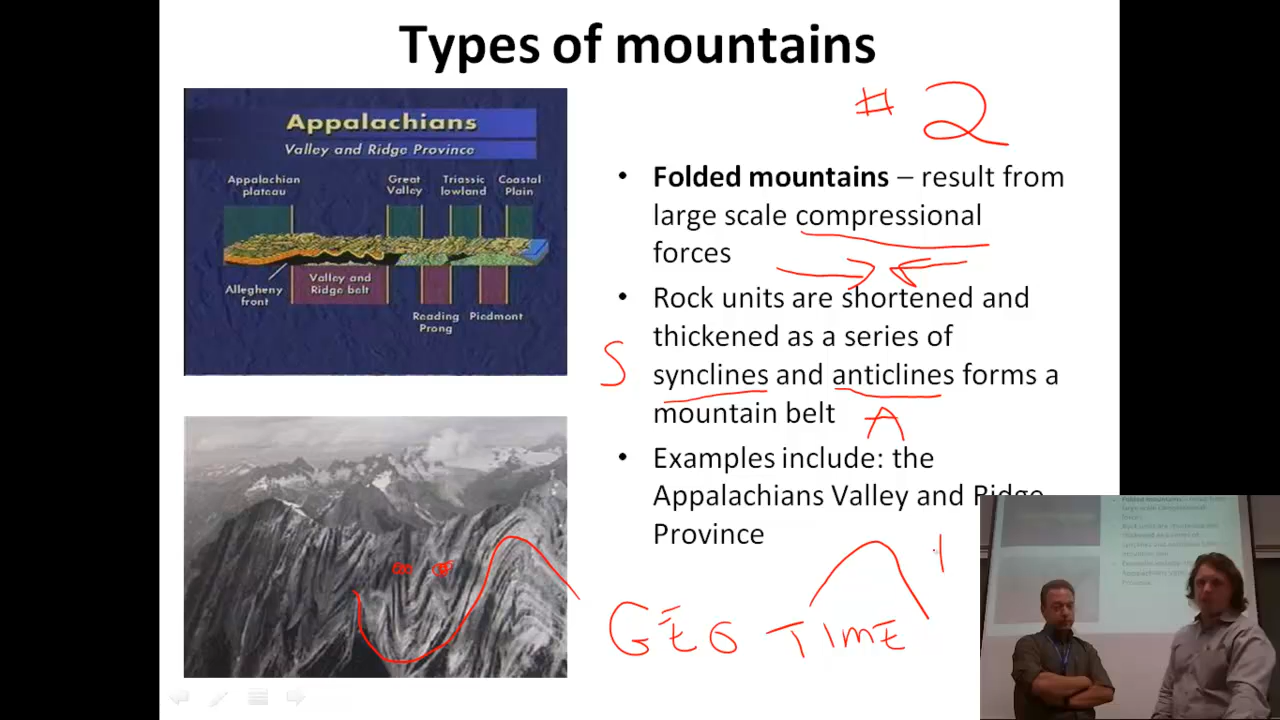 Types of mountains
# 2
Appalachians
Valley and Ridge Province
Appalachian plateau
Great Valley
Triassic lowland
Coastal Plain
Allegheny front
Valley and Ridge belt
Reading Prong
Piedmont
• Folded mountains – result from
large scale compressional
forces
• Rock units are shortened and
thickened as a series of
S
synclines and anticlines forms a
mountain belt
A
• Examples include: the
Appalachians Valley and Ridge
Province
GEO TIME